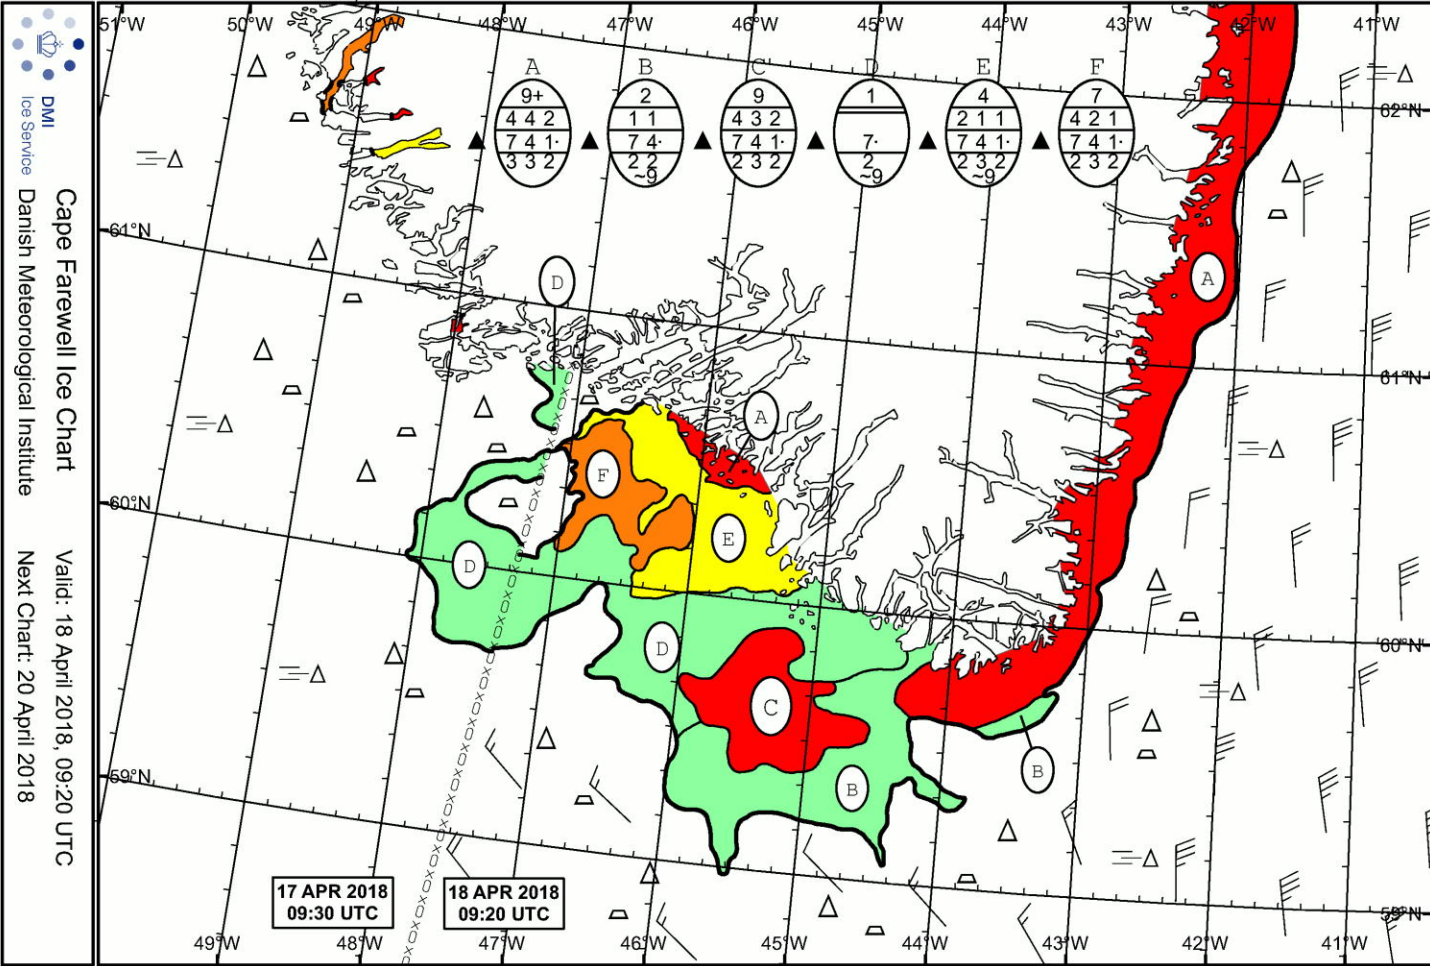 DMI
Ice Service
Cape Farewell Ice Chart
Danish Meteorological Institute
Valid: 18 April 2018, 09:20 UTC
Next Chart: 20 April 2018
51°W 50°W 49°W 48°W 47°W 46°W 45°W 44°W 43°W 42°W 41°W
A B C D E F
9+ 2 9 1 4 7
4 4 2 1 1 4 3 2 2 1 1 4 2 1
7 4 1· 7 4· 7 4 1· 7· 7 4 1· 7 4 1·
3 3 2 2 2 2 3 2 2 2 3 2 2 3 2
~9 ~9 ~9
62°N
61°N
D
A
61°N
A
60°N
F
E
D
60°N
D
C
59°N
B
B
17 APR 2018
09:30 UTC
18 APR 2018
09:20 UTC
59°N
49°W 48°W 47°W 46°W 45°W 44°W 43°W 42°W 41°W